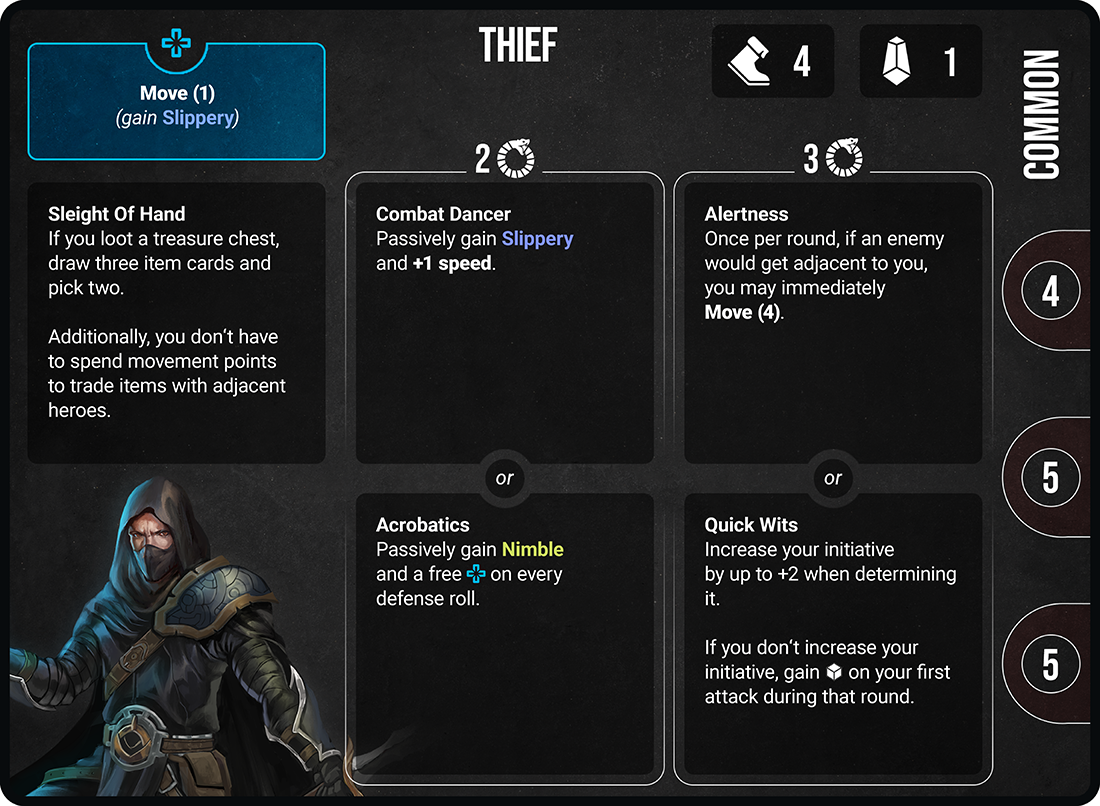 THIEF
4
1
COMMON
Move (1)
(gain Slippery)
Sleight Of Hand
If you loot a treasure chest,
draw three item cards and
pick two.
Additionally, you don‘t have
to spend movement points
to trade items with adjacent
heroes.
2
Combat Dancer
Passively gain Slippery
and +1 speed.
or
Acrobatics
Passively gain Nimble
and a free on every
defense roll.
3
Alertness
Once per round, if an enemy
would get adjacent to you,
you may immediately
Move (4).
or
Quick Wits
Increase your initiative
by up to +2 when determining
it.
If you don‘t increase your
initiative, gain on your first
attack during that round.
4
5
5